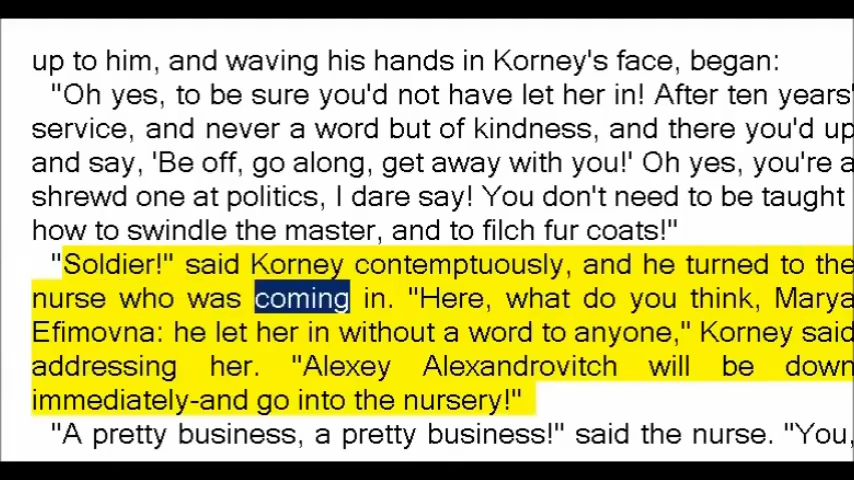 up to him, and waving his hands in Korney's face, began:
"Oh yes, to be sure you'd not have let her in! After ten years'
service, and never a word but of kindness, and there you'd up
and say, 'Be off, go along, get away with you!' Oh yes, you're a
shrewd one at politics, I dare say! You don't need to be taught
how to swindle the master, and to filch fur coats!"
"Soldier!" said Korney contemptuously, and he turned to the
nurse who was coming in. "Here, what do you think, Marya
Efimovna: he let her in without a word to anyone," Korney said
addressing her. "Alexey Alexandrovitch will be down
immediately-and go into the nursery!"
"A pretty business, a pretty business!" said the nurse. "You,